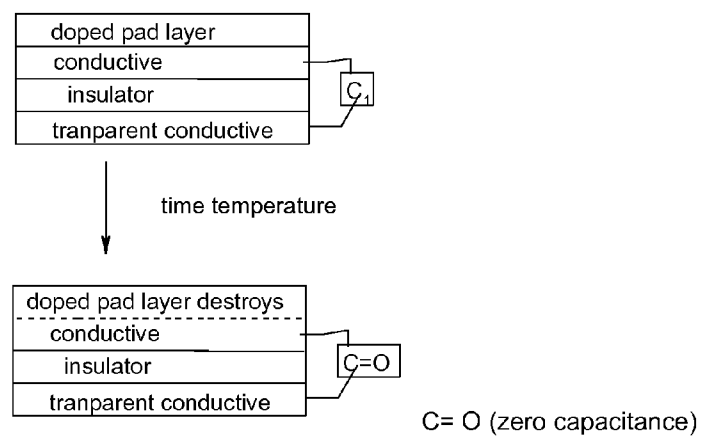 doped pad layer
conductive
C1
insulator
tranparent conductive
time temperature
doped pad layer destroys
conductive
C=O
insulator
tranparent conductive
C= O (zero capacitance)